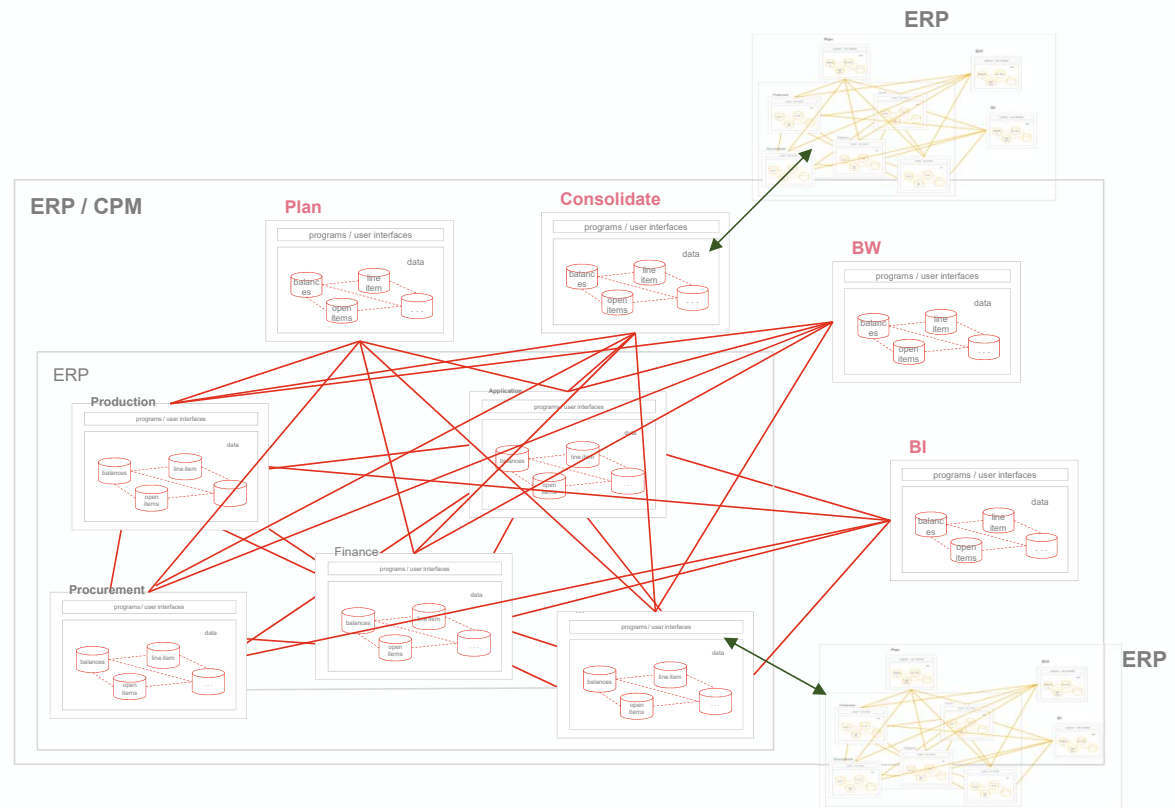 ERP
ERP / CPM
Plan
programs / user interfaces
data
balanc
es
line
item
open
items
. . .
Consolidate
programs / user interfaces
data
balanc
es
line
item
open
items
. . .
BW
programs / user interfaces
data
balanc
es
line
item
open
items
. . .
ERP
Production
programs / user interfaces
data
balances
line item
open
items
...
Application
programs / user interfaces
data
balances
line item
open
items
...
BI
programs / user interfaces
data
balanc
es
line
item
open
items
. . .
Finance
programs / user interfaces
data
balances
line item
open
items
...
Procurement
programs / user interfaces
data
balances
line item
open
items
...
...
programs / user interfaces
data
balances
line item
open
items
...
ERP